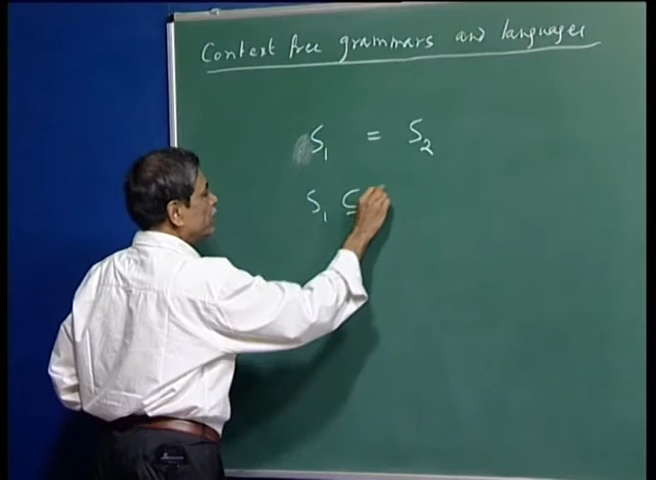 Context free grammars and languages
S₁ = S₂
S₁ ⊆